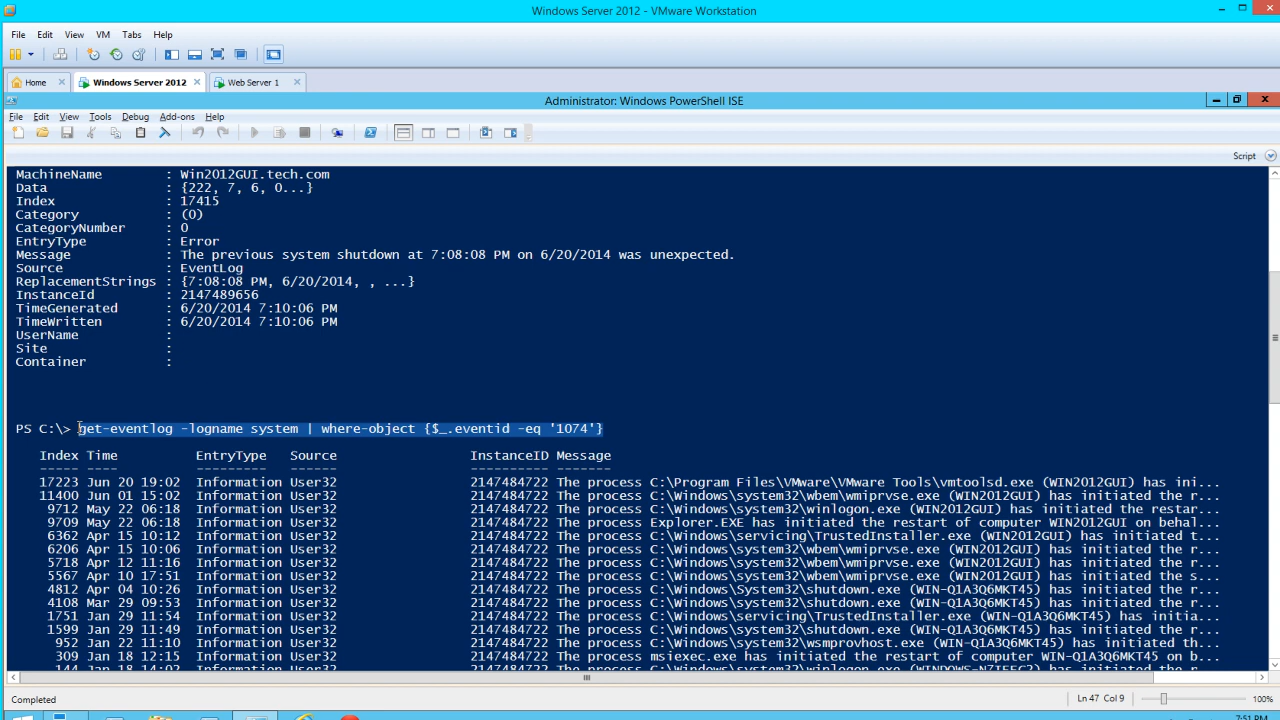 Windows Server 2012 - VMware Workstation
File Edit View VM Tabs Help
Home Windows Server 2012 Web Server 1
Administrator: Windows PowerShell ISE
File Edit View Tools Debug Add-ons Help
Script
MachineName : Win2012GUI.tech.com
Data : {222, 7, 6, 0...}
Index : 17415
Category : (0)
CategoryNumber : 0
EntryType : Error
Message : The previous system shutdown at 7:08:08 PM on 6/20/2014 was unexpected.
Source : EventLog
ReplacementStrings : {7:08:08 PM, 6/20/2014, , ...}
InstanceId : 2147489656
TimeGenerated : 6/20/2014 7:10:06 PM
TimeWritten : 6/20/2014 7:10:06 PM
UserName :
Site :
Container :
PS C:\> get-eventlog -logname system | where-object {$_.eventid -eq '1074'}
Index Time EntryType Source InstanceID Message
----- ---- --------- ------ ---------- -------
17223 Jun 20 19:02 Information User32 2147484722 The process C:\Program Files\VMware\VMware Tools\vmtoolsd.exe (WIN2012GUI) has ini...
11400 Jun 01 15:02 Information User32 2147484722 The process C:\Windows\system32\wbem\wmiprvse.exe (WIN2012GUI) has initiated the r...
9712 May 22 06:18 Information User32 2147484722 The process C:\Windows\system32\winlogon.exe (WIN2012GUI) has initiated the restar...
9709 May 22 06:18 Information User32 2147484722 The process Explorer.EXE has initiated the restart of computer WIN2012GUI on behal...
6362 Apr 15 10:12 Information User32 2147484722 The process C:\Windows\servicing\TrustedInstaller.exe (WIN2012GUI) has initiated t...
6206 Apr 15 10:06 Information User32 2147484722 The process C:\Windows\system32\wbem\wmiprvse.exe (WIN2012GUI) has initiated the r...
5718 Apr 12 11:16 Information User32 2147484722 The process C:\Windows\system32\wbem\wmiprvse.exe (WIN2012GUI) has initiated the r...
5567 Apr 10 17:51 Information User32 2147484722 The process C:\Windows\system32\wbem\wmiprvse.exe (WIN2012GUI) has initiated the s...
4812 Apr 04 10:26 Information User32 2147484722 The process C:\Windows\system32\shutdown.exe (WIN-Q1A3Q6MKT45) has initiated the r...
4108 Mar 29 09:53 Information User32 2147484722 The process C:\Windows\system32\shutdown.exe (WIN-Q1A3Q6MKT45) has initiated the r...
1751 Jan 29 11:54 Information User32 2147484722 The process C:\Windows\servicing\TrustedInstaller.exe (WIN-Q1A3Q6MKT45) has initia...
1599 Jan 29 11:49 Information User32 2147484722 The process C:\Windows\system32\shutdown.exe (WIN-Q1A3Q6MKT45) has initiated the r...
370 Jan 22 11:10 Information User32 2147484722 The process C:\Windows\system32\wsmprovhost.exe (WIN-Q1A3Q6MKT45) has initiated th...
309 Jan 18 12:15 Information User32 2147484722 The process msiexec.exe has initiated the restart of computer WIN-Q1A3Q6MKT45 on b...
144 Jan 18 14:02 Information User32 2147484722 The process C:\Windows\system32\winlogon.exe
Completed Ln 47 Col 9 100%
7:51 PM